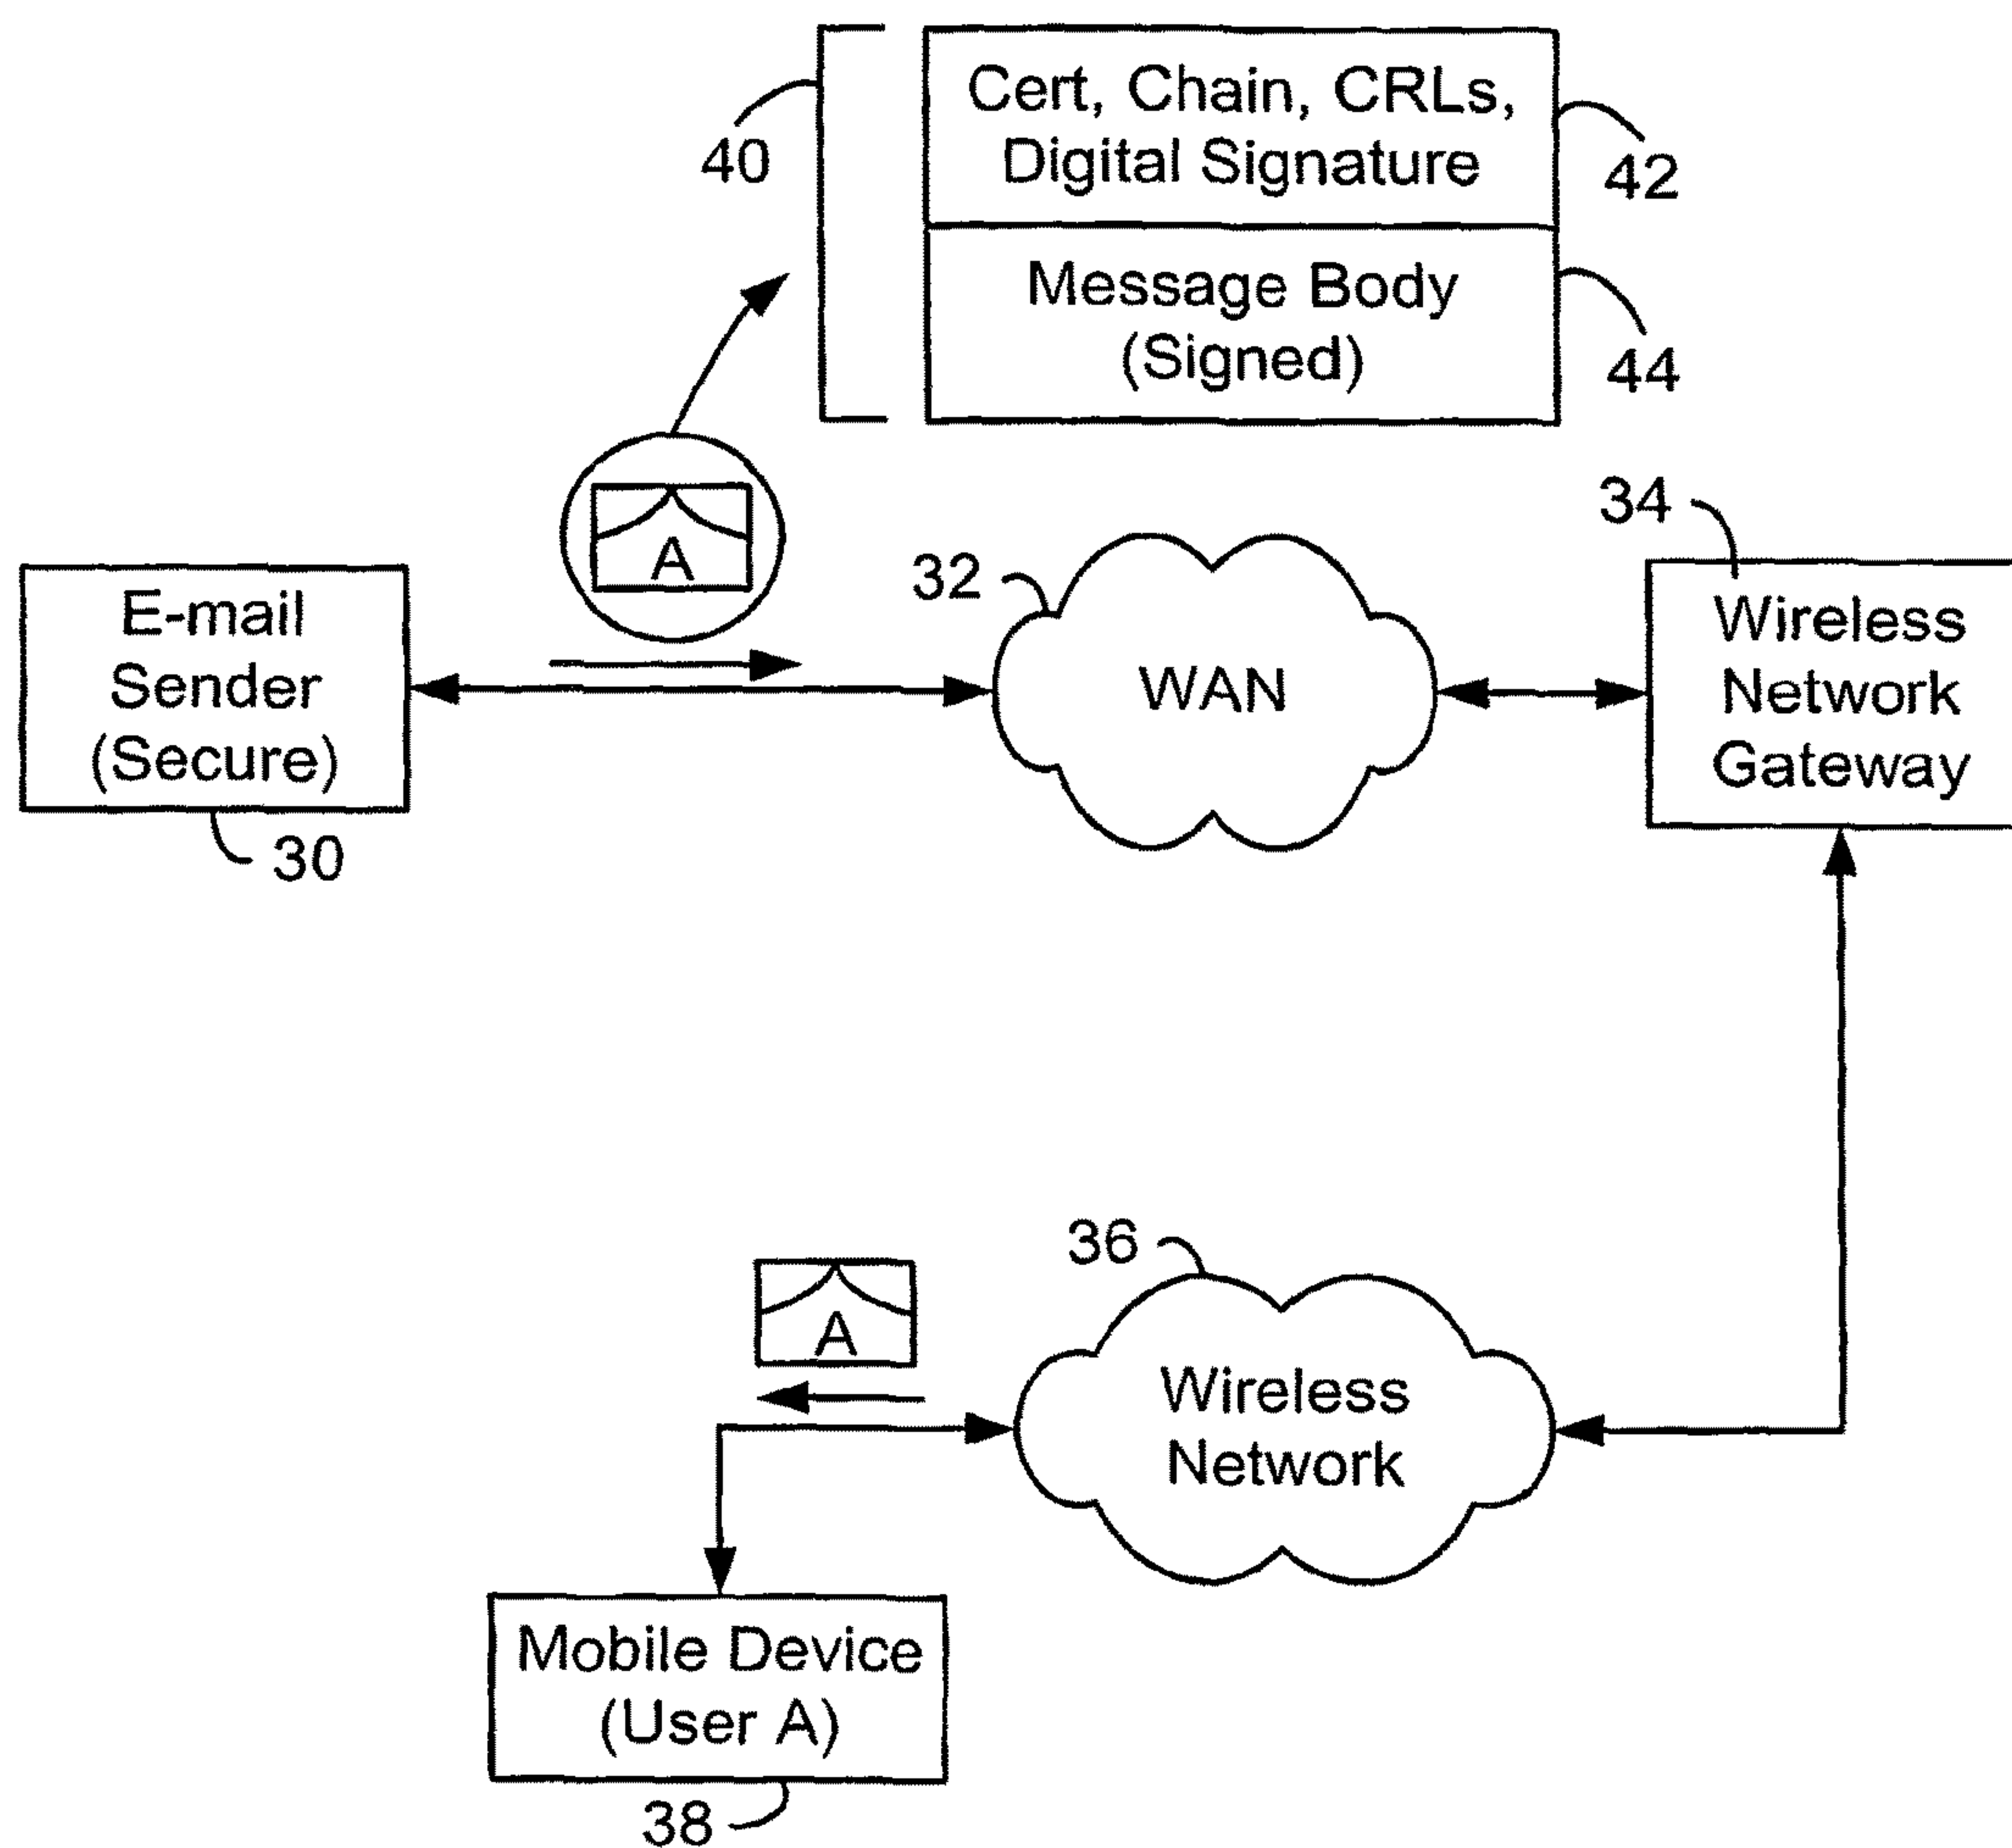 Cert, Chain, CRLs,
Digital Signature
40
42
Message Body
(Signed)
44
A
34
32
E-mail
Sender
(Secure)
WAN
Wireless
Network
Gateway
30
36
A
Wireless
Network
Mobile Device
(User A)
38